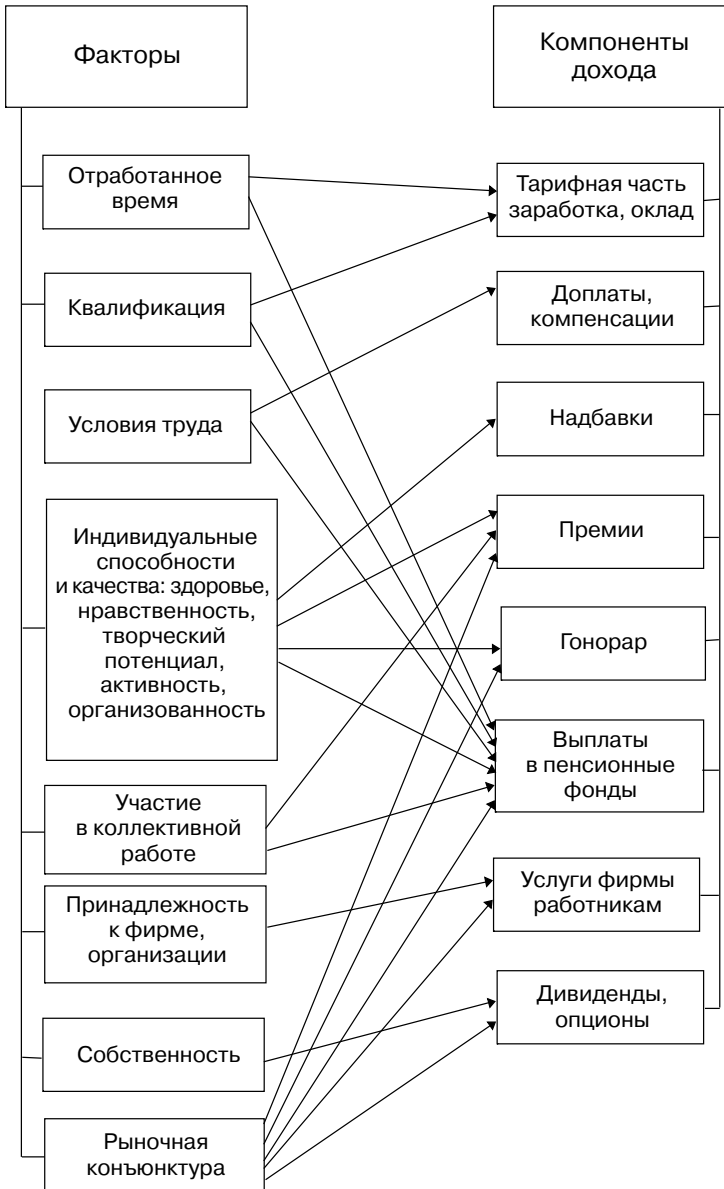 Факторы
Компоненты
дохода
Отработанное
время
Квалификация
Условия труда
Индивидуальные
способности
и качества: здоровье,
нравственность,
творческий
потенциал,
активность,
организованность
Участие
в коллективной
работе
Принадлежность
к фирме,
организации
Собственность
Рыночная
конъюнктура
Тарифная часть
заработка, оклад
Доплаты,
компенсации
Надбавки
Премии
Гонорар
Выплаты
в пенсионные
фонды
Услуги фирмы
работникам
Дивиденды,
опционы